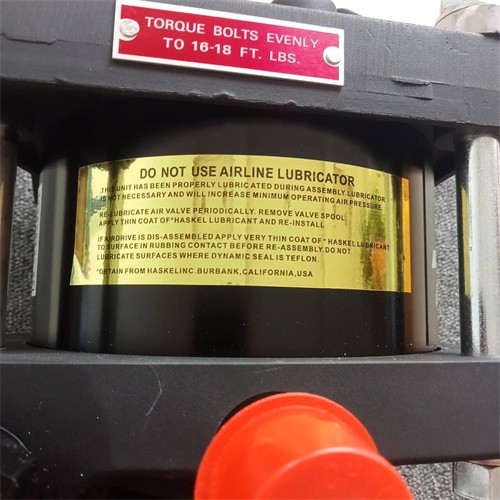 TORQUE BOLTS EVENLY
TO 16-18 FT. LBS.
DO NOT USE AIRLINE LUBRICATOR
.THIS UNIT HAS BEEN PROPERLY LUBRICATED DURING ASSEMBLY.LUBRICATOR
IS NOT NECESSARY AND WILL INCREASE MINIMUM OPERATING AIR PRESSURE.
RE-LUBRICATE AIR VALVE PERIODICALLY. REMOVE VALVE SPOOL
APPLY THIN COAT OF*HASKEL LUBRICANT AND RE-INSTALL
IF AIRDRIVE IS DIS-ASSEMBLED APPLY VERY THIN COAT OF * HASKEL LUBRICANT
TO SURFACE IN RUBBING CONTACT BEFORE RE-ASSEMBLY.DO NOT
LUBRICATE SURFACES WHERE DYNAMIC SEAL IS TEFLON.
*OBTAIN FROM HASKELINC.BURBANK,CALIFORNIA,USA